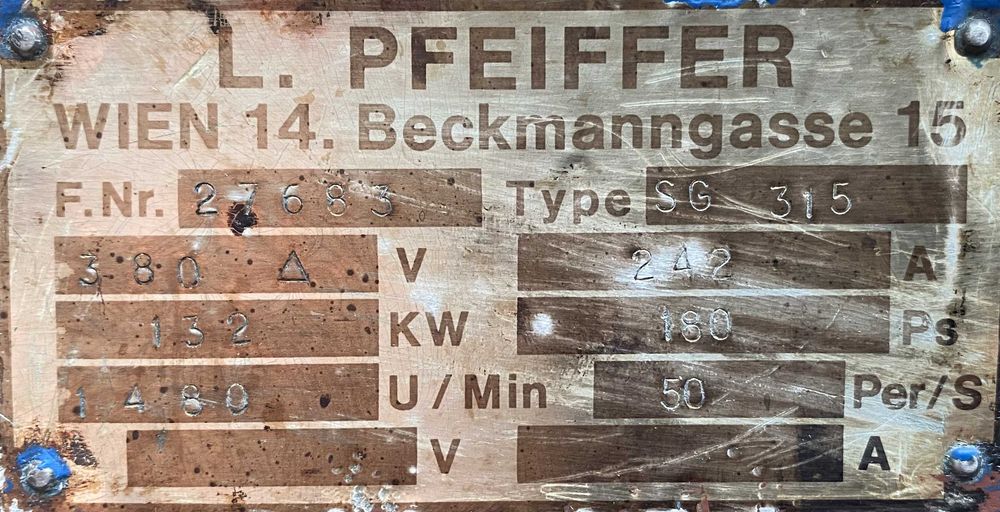 L. PFEIFFER
WIEN 14. Beckmanngasse 15
F.Nr. 27683 Type SG 315
380 △ V 242 A
132 KW 180 Ps
1480 U/Min 50 Per/S
V A